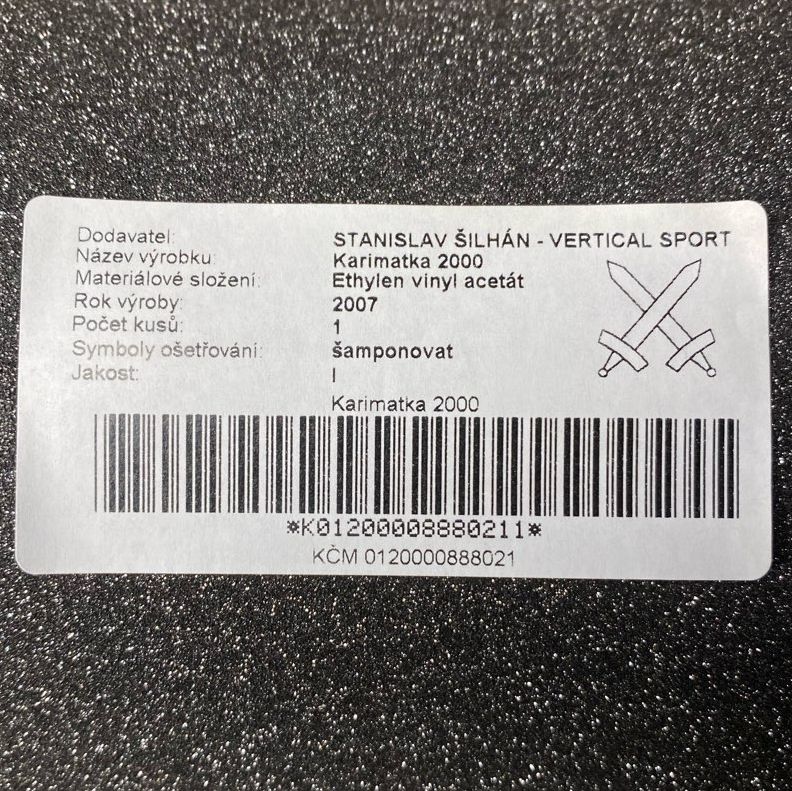 Dodavatel: STANISLAV ŠILHÁN - VERTICAL SPORT
Název výrobku: Karimatka 2000
Materiálové složení: Ethylen vinyl acetát
Rok výroby: 2007
Počet kusů: 1
Symboly ošetřování: šamponovat
Jakost: I
Karimatka 2000
*K01200008880211*
KČM 0120000888021